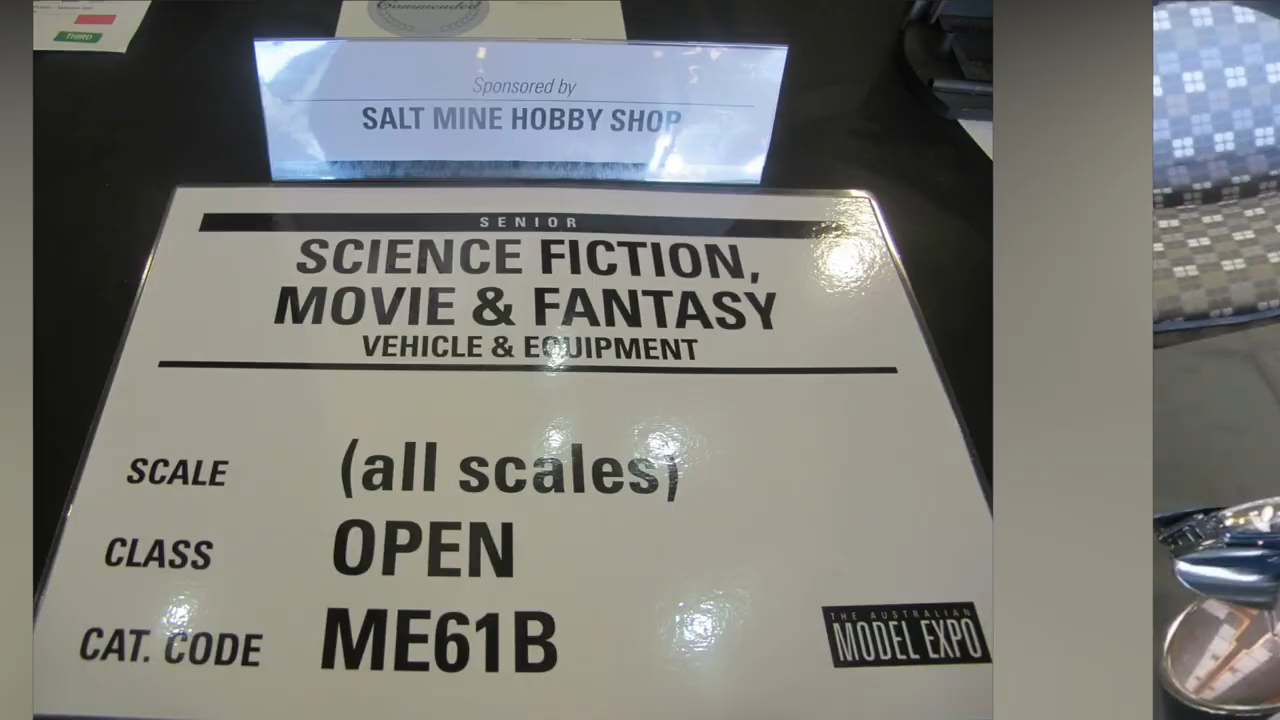 THIRD
Commended
Sponsored by
SALT MINE HOBBY SHOP
SENIOR
SCIENCE FICTION,
MOVIE & FANTASY
VEHICLE & EQUIPMENT
SCALE (all scales)
CLASS OPEN
CAT. CODE ME61B
THE AUSTRALIAN
MODEL EXPO